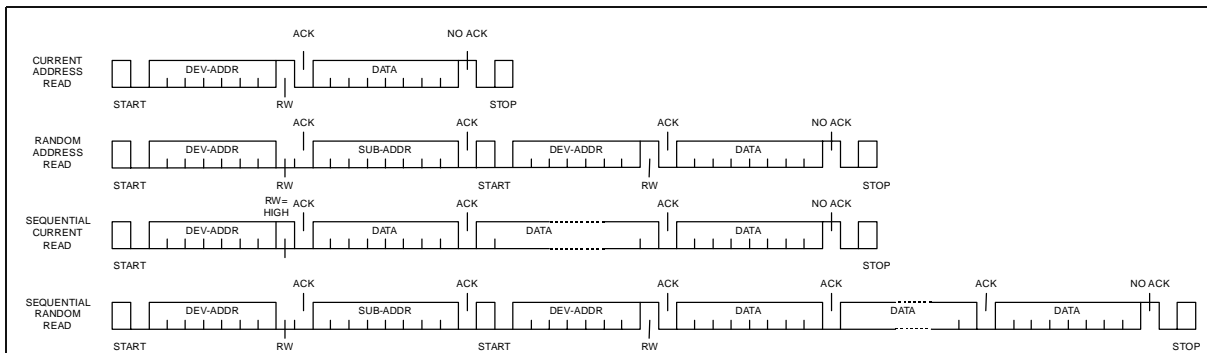 ACK NO ACK
CURRENT
ADDRESS
READ
DEV-ADDR DATA
START RW STOP
ACK ACK ACK NO ACK
RANDOM
ADDRESS
READ
DEV-ADDR SUB-ADDR DEV-ADDR DATA
START RW START RW STOP
RW=
HIGH
ACK ACK ACK NO ACK
SEQUENTIAL
CURRENT
READ
DEV-ADDR DATA DATA DATA
START STOP
ACK ACK ACK ACK ACK NO ACK
SEQUENTIAL
RANDOM
READ
DEV-ADDR SUB-ADDR DEV-ADDR DATA DATA DATA
START RW START RW STOP